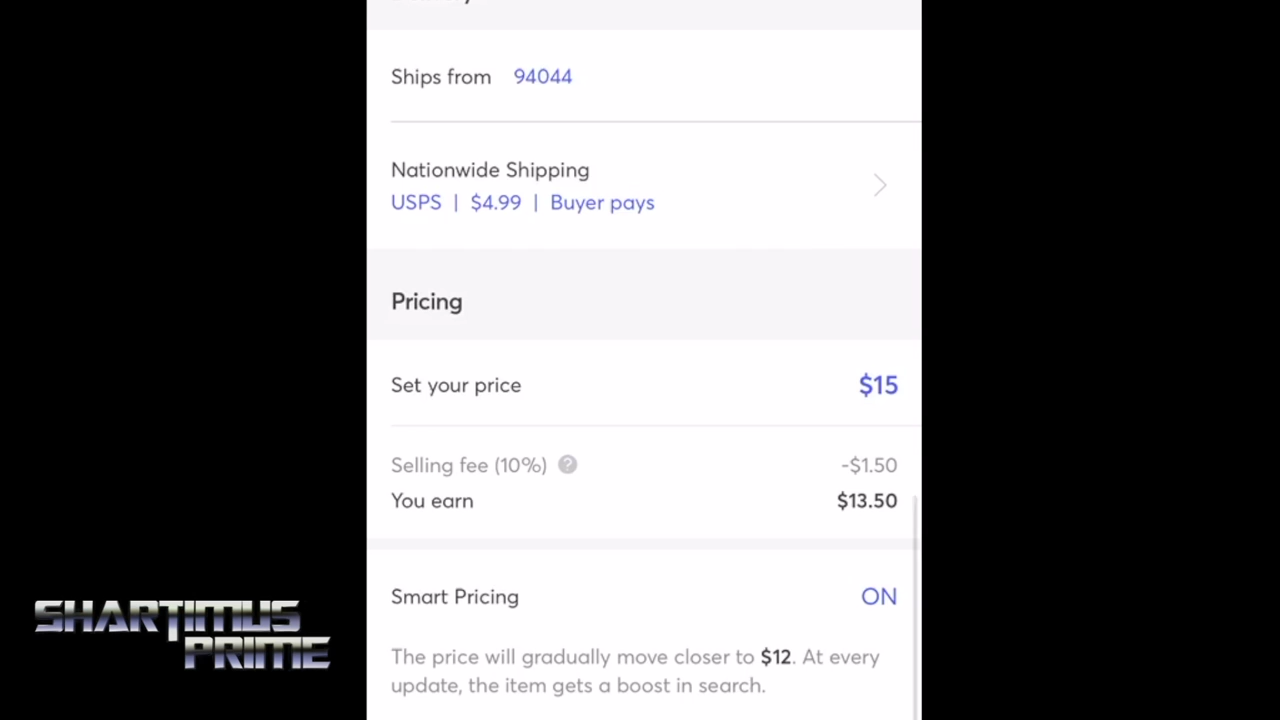 Ships from 94044
Nationwide Shipping
USPS | $4.99 | Buyer pays
Pricing
Set your price $15
Selling fee (10%) ? -$1.50
You earn $13.50
Smart Pricing ON
The price will gradually move closer to $12. At every
update, the item gets a boost in search.
SHARTIMUS
PRIME